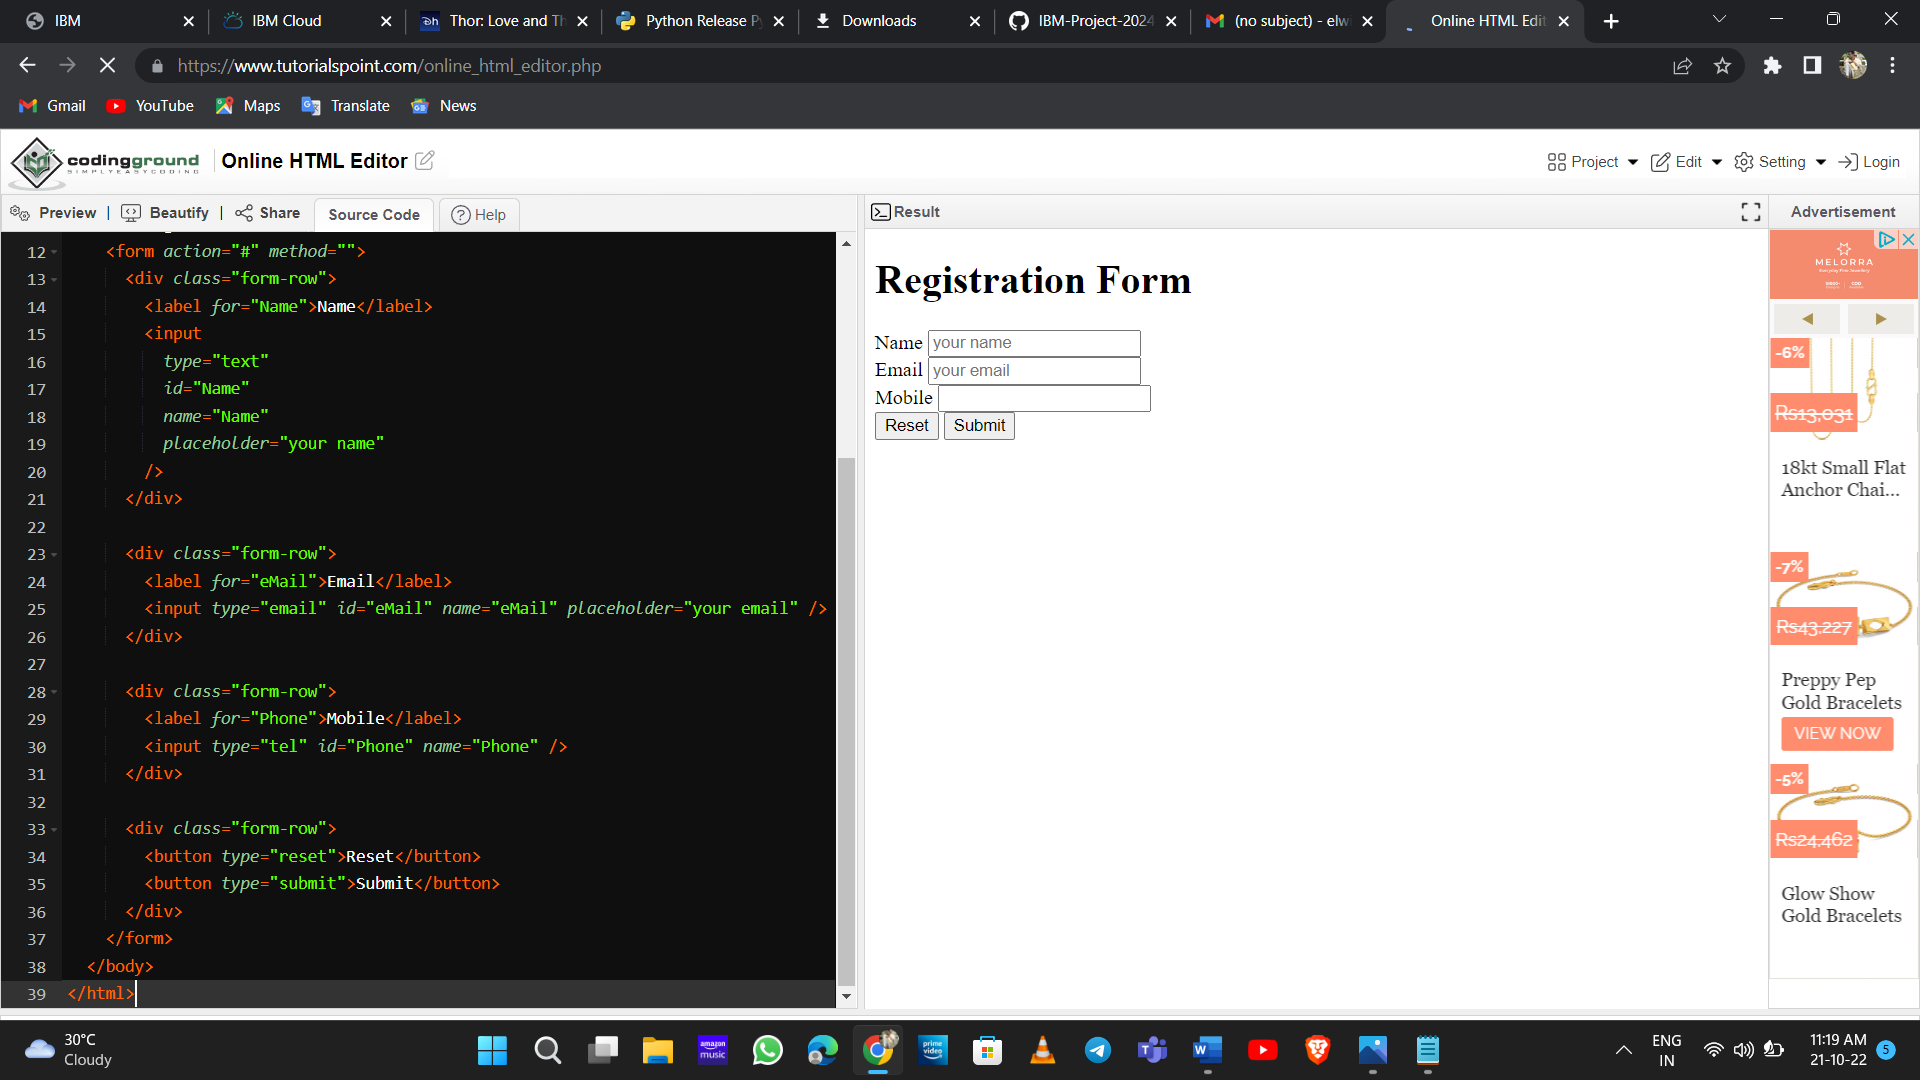 IBM
IBM Cloud
Thor: Love and Th
Python Release Py
Downloads
IBM-Project-2024
(no subject) - elwi
Online HTML Edit
https://www.tutorialspoint.com/online_html_editor.php
Gmail
YouTube
Maps
Translate
News
codingground
SIMPLYEASYCODING
Online HTML Editor
Project
Edit
Setting
Login
Preview | Beautify | Share
Source Code
Help
Result
Advertisement
12 <form action="#" method="">
13 <div class="form-row">
14 <label for="Name">Name</label>
15 <input
16 type="text"
17 id="Name"
18 name="Name"
19 placeholder="your name"
20 />
21 </div>
22
23 <div class="form-row">
24 <label for="eMail">Email</label>
25 <input type="email" id="eMail" name="eMail" placeholder="your email" />
26 </div>
27
28 <div class="form-row">
29 <label for="Phone">Mobile</label>
30 <input type="tel" id="Phone" name="Phone" />
31 </div>
32
33 <div class="form-row">
34 <button type="reset">Reset</button>
35 <button type="submit">Submit</button>
36 </div>
37 </form>
38 </body>
39 </html>
Registration Form
Name your name
Email your email
Mobile
Reset Submit
MELORRA
-6%
Rs13,031
18kt Small Flat
Anchor Chai...
-7%
Rs43,227
Preppy Pep
Gold Bracelets
VIEW NOW
-5%
Rs24,462
Glow Show
Gold Bracelets
30°C
Cloudy
amazon
music
prime
video
ENG
IN
11:19 AM
21-10-22
5